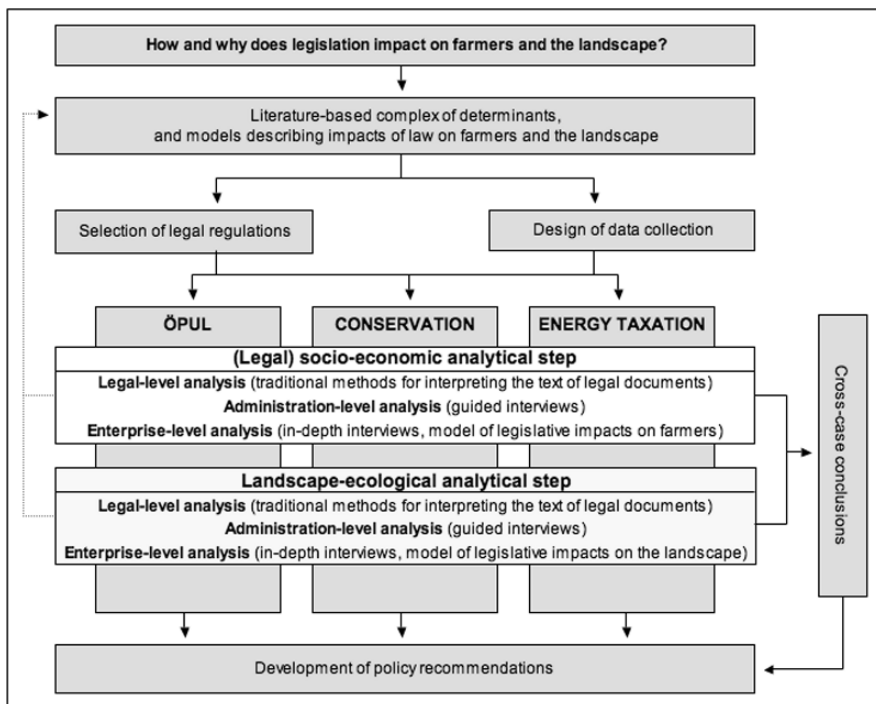 How and why does legislation impact on farmers and the landscape?
Literature-based complex of determinants,
and models describing impacts of law on farmers and the landscape
Selection of legal regulations
Design of data collection
ÖPUL
CONSERVATION
ENERGY TAXATION
(Legal) socio-economic analytical step
Legal-level analysis (traditional methods for interpreting the text of legal documents)
Administration-level analysis (guided interviews)
Enterprise-level analysis (in-depth interviews, model of legislative impacts on farmers)
Landscape-ecological analytical step
Legal-level analysis (traditional methods for interpreting the text of legal documents)
Administration-level analysis (guided interviews)
Enterprise-level analysis (in-depth interviews, model of legislative impacts on the landscape)
Cross-case conclusions
Development of policy recommendations